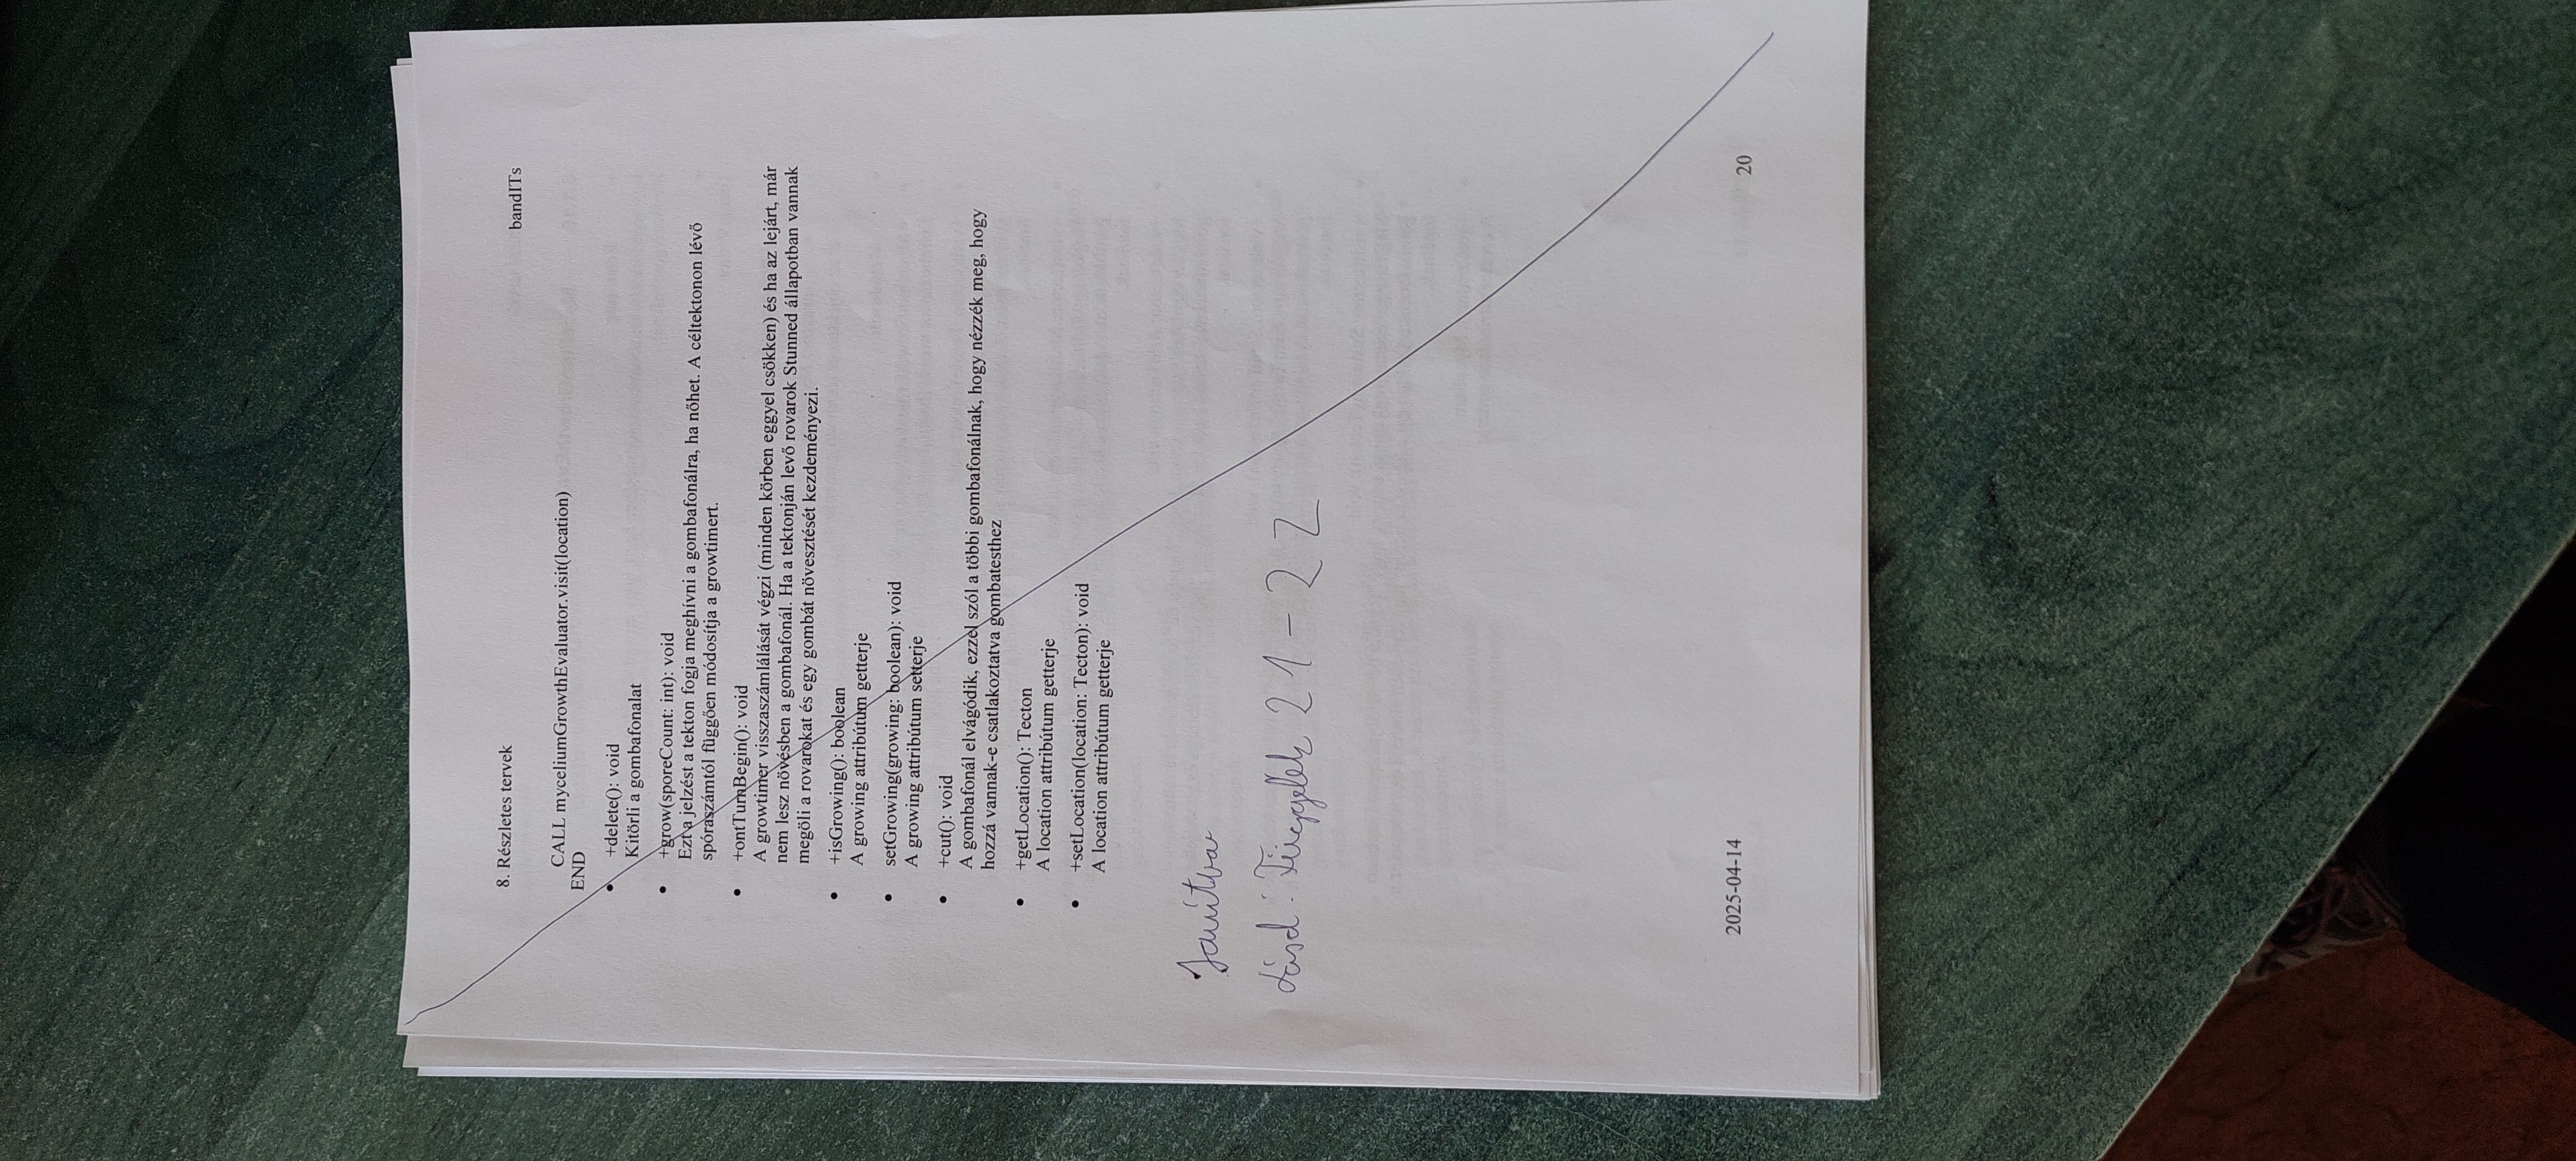 8. Részletes tervek bandITs
CALL myceliumGrowthEvaluator.visit(location)
END
• +delete(): void
Kitörli a gombafonalat
• +grow(sporeCount: int): void
Ezt a jelzést a tekton fogja meghívni a gombafonálra, ha nőhet. A céltektonon lévő
spóraszámtól függően módosítja a growtimert.
• +ontTurnBegin(): void
A growtimer visszaszámlálását végzi (minden körben eggyel csökken) és ha az lejárt, már
nem lesz növésben a gombafonál. Ha a tektonján levő rovarok Stunned állapotban vannak
megöli a rovarokat és egy gombát növesztését kezdeményezi.
• +isGrowing(): boolean
A growing attribútum getterje
• setGrowing(growing: boolean): void
A growing attribútum setterje
• +cut(): void
A gombafonál elvágódik, ezzel szól a többi gombafonálnak, hogy nézzék meg, hogy
hozzá vannak-e csatlakoztatva gombatesthez
• +getLocation(): Tecton
A location attribútum getterje
• +setLocation(location: Tecton): void
A location attribútum getterje
Javítva
Lásd: Függelék 21-22
2025-04-14 20